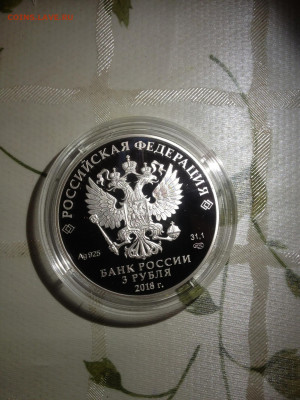 РОССИЙСКАЯ ФЕДЕРАЦИЯ
Ag 925
31,1
БАНК РОССИИ
3 РУБЛЯ
2018 г.